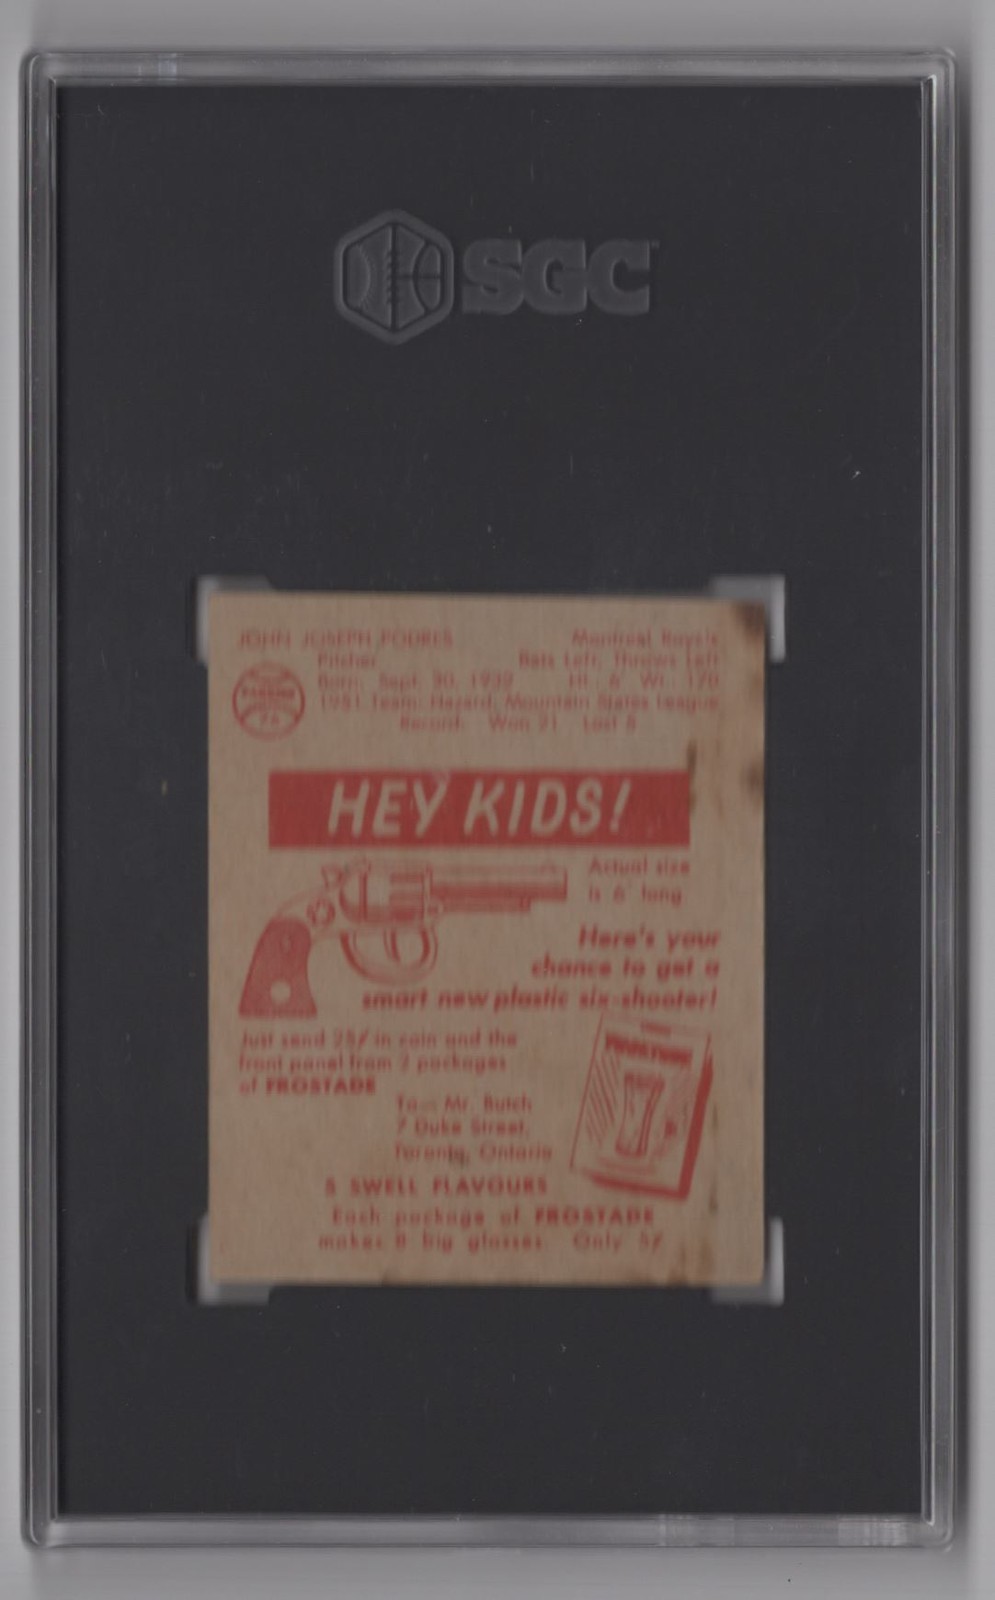 SGC
JOHN JOSEPH PODRES Montreal Royals
Pitcher Bats Left, Throws Left
Born: Sept. 30, 1932 Ht.: 6' Wt.: 170
1951 Team: Hazard, Mountain States League
Record: Won 21 Lost 5
PARADE
HEY KIDS!
Actual size
is 6" long
Here's your
chance to get a
smart new plastic six-shooter!
Just send 25¢ in coin and the
front panel from 2 packages
of FROSTADE
To— Mr. Butch
7 Duke Street,
Toronto, Ontario
5 SWELL FLAVOURS
Each package of FROSTADE
makes 8 big glasses. Only 5¢